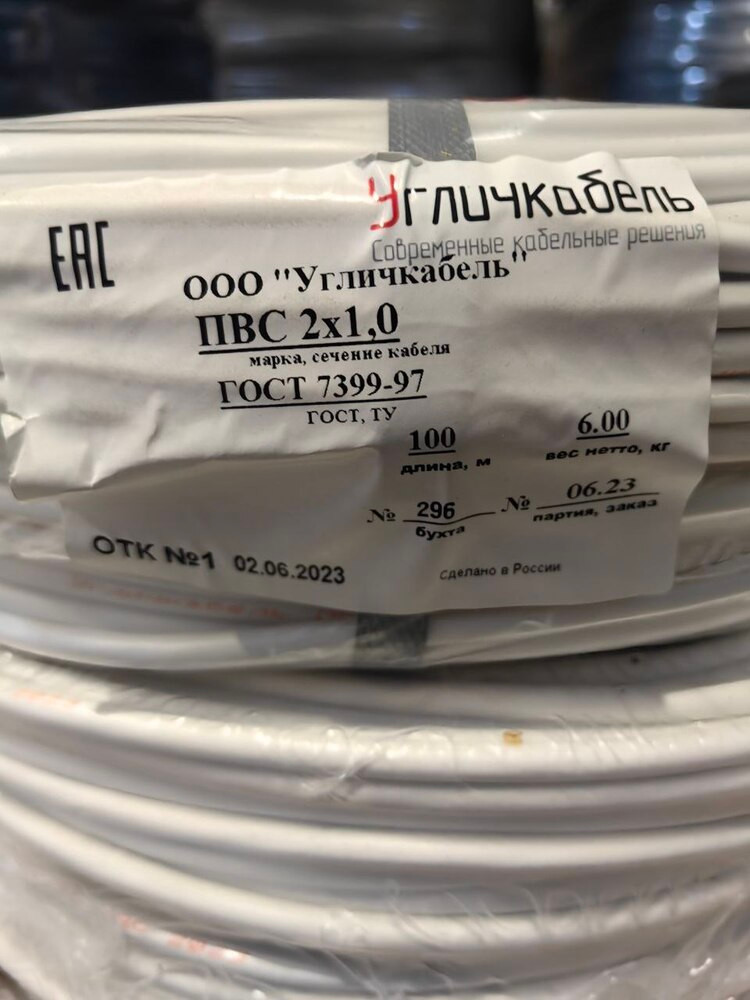 Угличкабель
Современные кабельные решения
EAC
ООО "Угличкабель"
ПВС 2х1,0
марка, сечение кабеля
ГОСТ 7399-97
ГОСТ, ТУ
100 6.00
длина, м вес нетто, кг
№ 296 № 06.23
бухта партия, заказ
ОТК №1 02.06.2023 Сделано в России